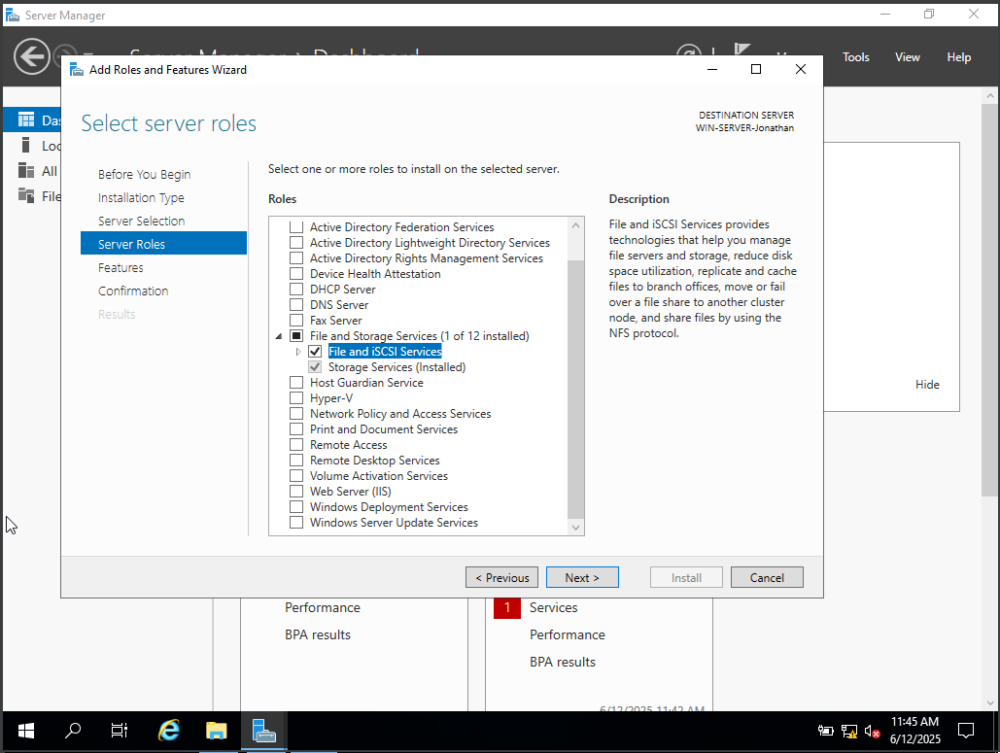 Server Manager
Tools
View
Help
Add Roles and Features Wizard
Select server roles
DESTINATION SERVER
WIN-SERVER-Jonathan
Before You Begin
Installation Type
Server Selection
Server Roles
Features
Confirmation
Results
Select one or more roles to install on the selected server.
Roles
Active Directory Federation Services
Active Directory Lightweight Directory Services
Active Directory Rights Management Services
Device Health Attestation
DHCP Server
DNS Server
Fax Server
File and Storage Services (1 of 12 installed)
File and iSCSI Services
Storage Services (Installed)
Host Guardian Service
Hyper-V
Network Policy and Access Services
Print and Document Services
Remote Access
Remote Desktop Services
Volume Activation Services
Web Server (IIS)
Windows Deployment Services
Windows Server Update Services
Description
File and iSCSI Services provides
technologies that help you manage
file servers and storage, reduce disk
space utilization, replicate and cache
files to branch offices, move or fail
over a file share to another cluster
node, and share files by using the
NFS protocol.
Hide
< Previous
Next >
Install
Cancel
Performance
BPA results
1 Services
Performance
BPA results
6/12/2025 11:42 AM
11:45 AM
6/12/2025